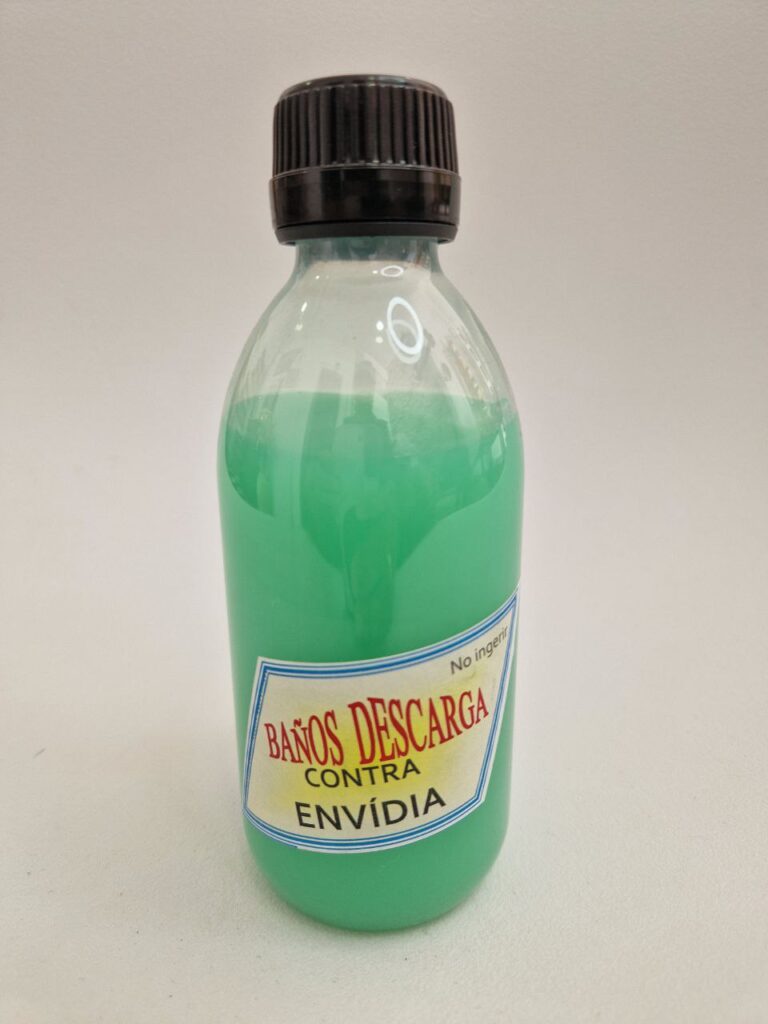 No ingerir
BAÑOS DESCARGA
CONTRA
ENVÍDIA